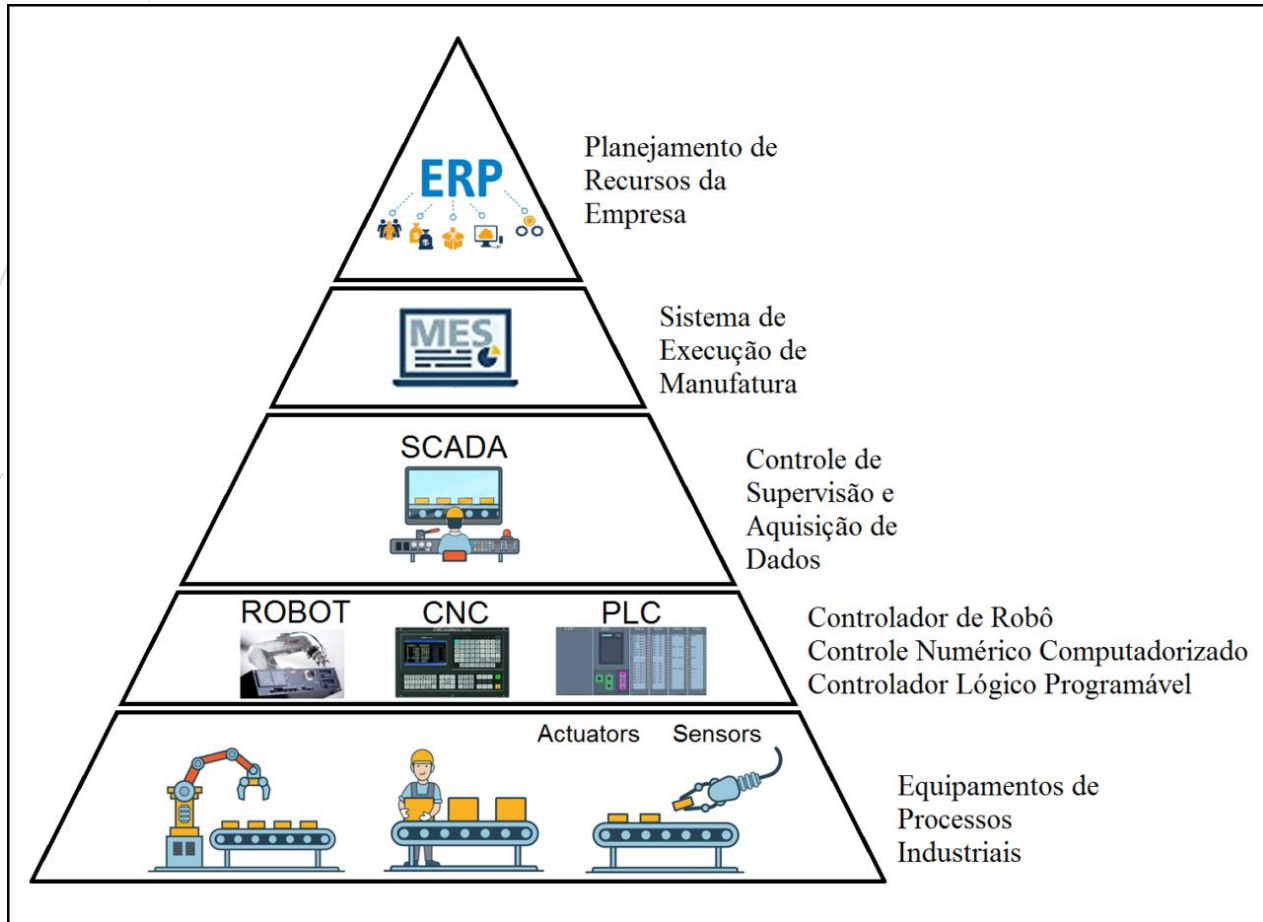 ERP
Planejamento de
Recursos da
Empresa
MES
Sistema de
Execução de
Manufatura
SCADA
Controle de
Supervisão e
Aquisição de
Dados
ROBOT CNC PLC
Controlador de Robô
Controle Numérico Computadorizado
Controlador Lógico Programável
Actuators Sensors
Equipamentos de
Processos
Industriais